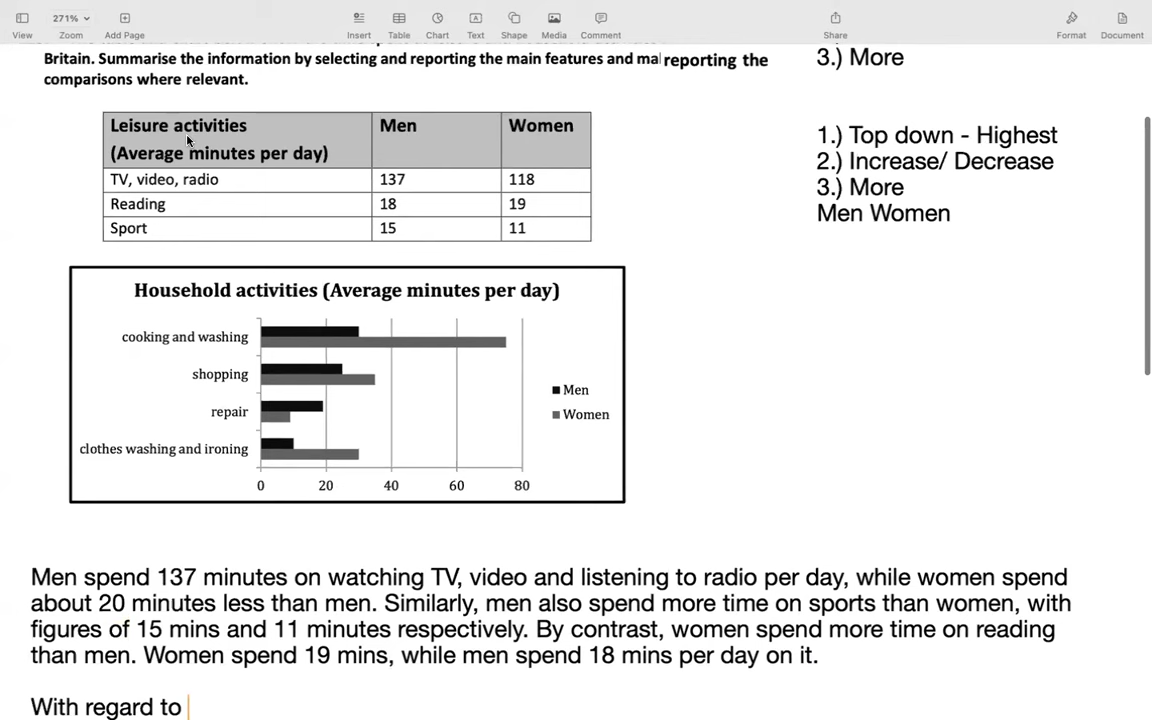 271%
View Zoom Add Page Insert Table Chart Text Shape Media Comment Share Format Document
Britain. Summarise the information by selecting and reporting the main features and ma reporting the
comparisons where relevant.
3.) More
1.) Top down - Highest
2.) Increase/ Decrease
3.) More
Men Women
Leisure activities Men Women
(Average minutes per day)
TV, video, radio 137 118
Reading 18 19
Sport 15 11
Household activities (Average minutes per day)
cooking and washing
shopping
repair
clothes washing and ironing
Men
Women
0 20 40 60 80
Men spend 137 minutes on watching TV, video and listening to radio per day, while women spend
about 20 minutes less than men. Similarly, men also spend more time on sports than women, with
figures of 15 mins and 11 minutes respectively. By contrast, women spend more time on reading
than men. Women spend 19 mins, while men spend 18 mins per day on it.
With regard to